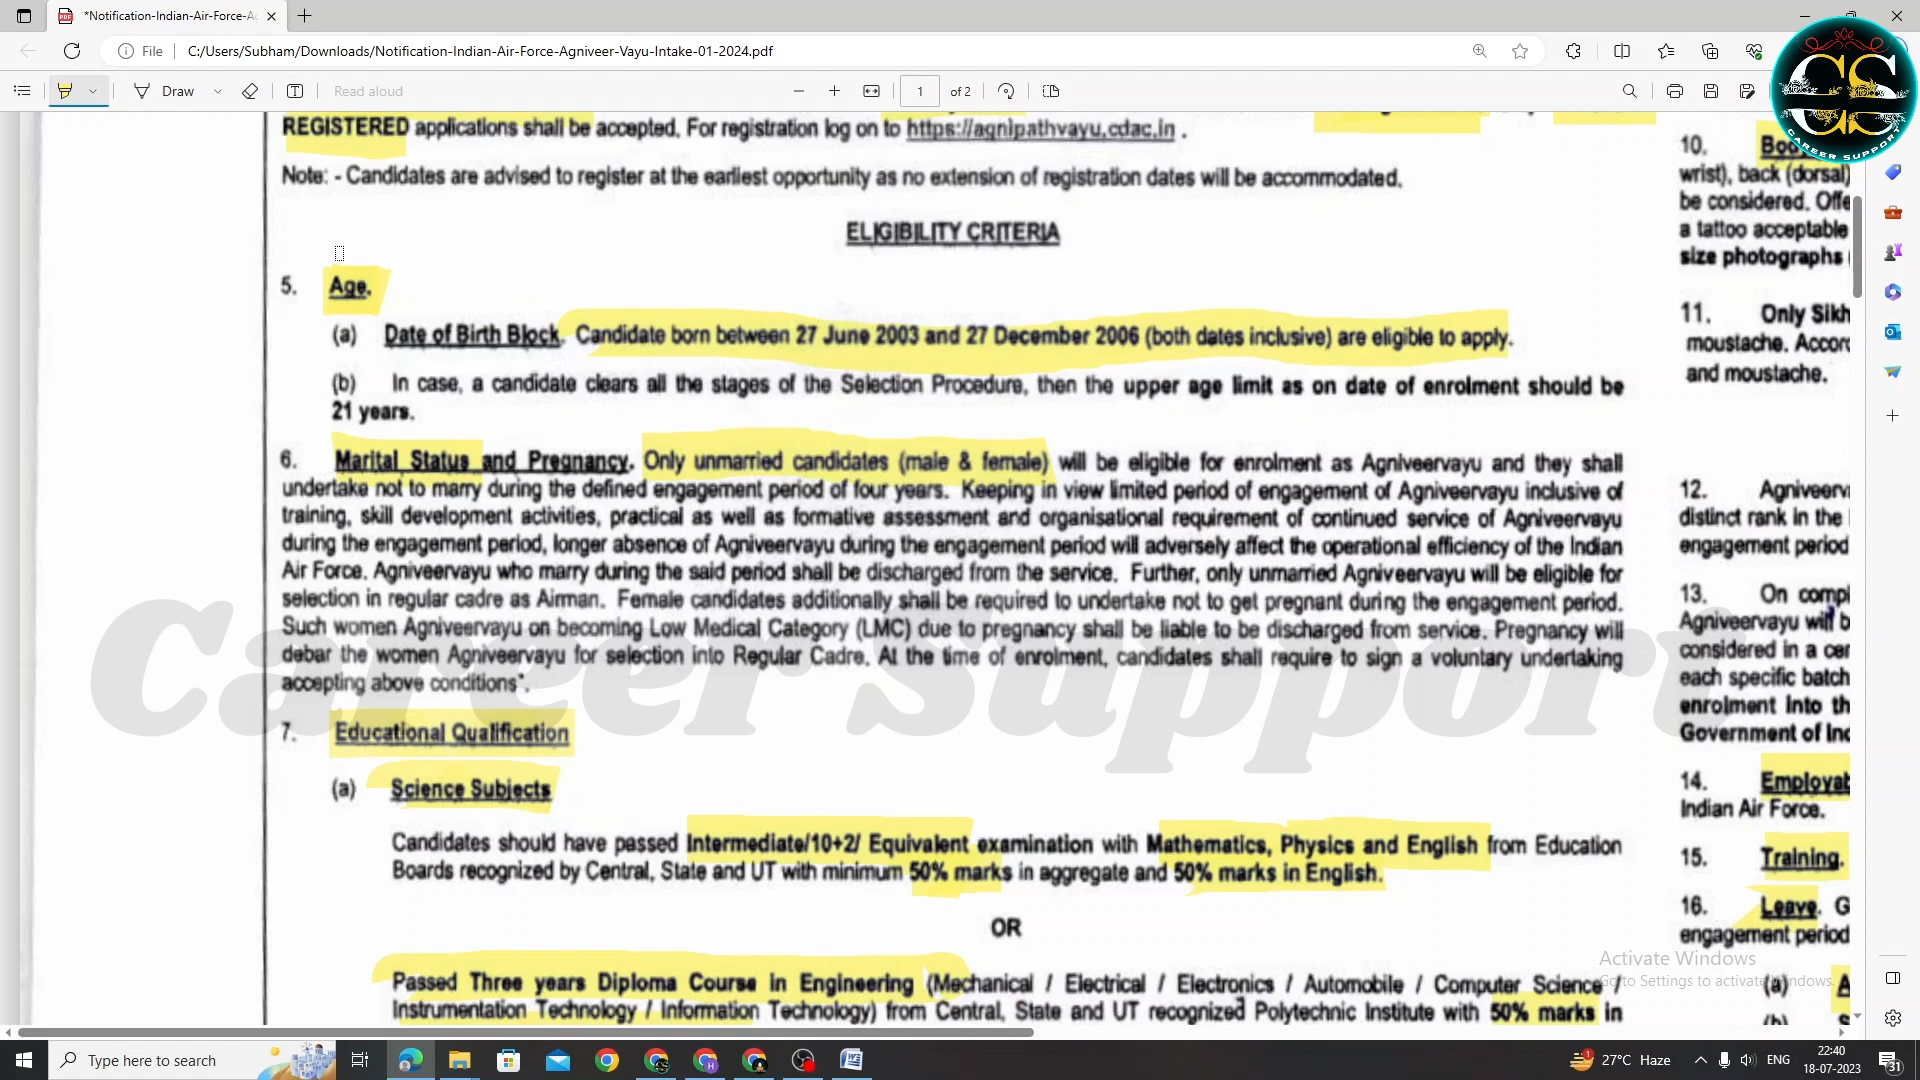 *Notification-Indian-Air-Force-Ag
File
C:/Users/Subham/Downloads/Notification-Indian-Air-Force-Agniveer-Vayu-Intake-01-2024.pdf
Draw
Read aloud
1
of 2
CS
CAREER SUPPORT
REGISTERED applications shall be accepted. For registration log on to https://agnipathvayu.cdac.in .
Note: - Candidates are advised to register at the earliest opportunity as no extension of registration dates will be accommodated.
ELIGIBILITY CRITERIA
5. Age.
(a) Date of Birth Block. Candidate born between 27 June 2003 and 27 December 2006 (both dates inclusive) are eligible to apply.
(b) In case, a candidate clears all the stages of the Selection Procedure, then the upper age limit as on date of enrolment should be
21 years.
6. Marital Status and Pregnancy. Only unmarried candidates (male & female) will be eligible for enrolment as Agniveervayu and they shall
undertake not to marry during the defined engagement period of four years. Keeping in view limited period of engagement of Agniveervayu inclusive of
training, skill development activities, practical as well as formative assessment and organisational requirement of continued service of Agniveervayu
during the engagement period, longer absence of Agniveervayu during the engagement period will adversely affect the operational efficiency of the Indian
Air Force. Agniveervayu who marry during the said period shall be discharged from the service. Further, only unmarried Agniveervayu will be eligible for
selection in regular cadre as Airman. Female candidates additionally shall be required to undertake not to get pregnant during the engagement period.
Such women Agniveervayu on becoming Low Medical Category (LMC) due to pregnancy shall be liable to be discharged from service. Pregnancy will
debar the women Agniveervayu for selection into Regular Cadre. At the time of enrolment, candidates shall require to sign a voluntary undertaking
accepting above conditions".
7. Educational Qualification
(a) Science Subjects
Candidates should have passed Intermediate/10+2/ Equivalent examination with Mathematics, Physics and English from Education
Boards recognized by Central, State and UT with minimum 50% marks in aggregate and 50% marks in English.
OR
Passed Three years Diploma Course in Engineering (Mechanical / Electrical / Electronics / Automobile / Computer Science /
Instrumentation Technology / Information Technology) from Central, State and UT recognized Polytechnic Institute with 50% marks in
10.
wrist), back (dorsal)
be considered. Offe
a tattoo acceptable
size photographs
11. Only Sikh
moustache. Accor
and moustache.
12. Agniveerv
distinct rank in the
engagement period
13. On compl
Agniveervayu will b
considered in a cer
each specific batch
enrolment into th
Government of Inc
14. Employab
Indian Air Force.
15. Training.
16. Leave. G
engagement period
(a) A
Career Support
Activate Windows
Go to Settings to activate Windows.
Type here to search
27°C Haze
ENG
22:40
18-07-2023
31